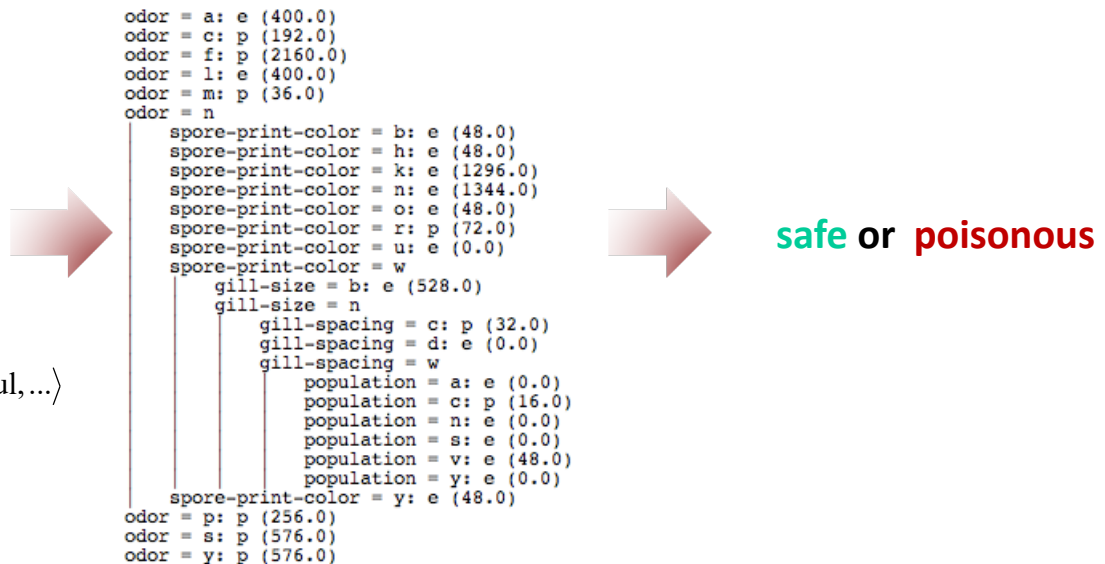 odor = a: e (400.0)
odor = c: p (192.0)
odor = f: p (2160.0)
odor = l: e (400.0)
odor = m: p (36.0)
odor = n
| spore-print-color = b: e (48.0)
| spore-print-color = h: e (48.0)
| spore-print-color = k: e (1296.0)
| spore-print-color = n: e (1344.0)
| spore-print-color = o: e (48.0)
| spore-print-color = r: p (72.0)
| spore-print-color = u: e (0.0)
| spore-print-color = w
| | gill-size = b: e (528.0)
| | gill-size = n
| | | gill-spacing = c: p (32.0)
| | | gill-spacing = d: e (0.0)
| | | gill-spacing = w
| | | | population = a: e (0.0)
| | | | population = c: p (16.0)
| | | | population = n: e (0.0)
| | | | population = s: e (0.0)
| | | | population = v: e (48.0)
| | | | population = y: e (0.0)
| spore-print-color = y: e (48.0)
odor = p: p (256.0)
odor = s: p (576.0)
odor = y: p (576.0)
safe or poisonous
,...⟩